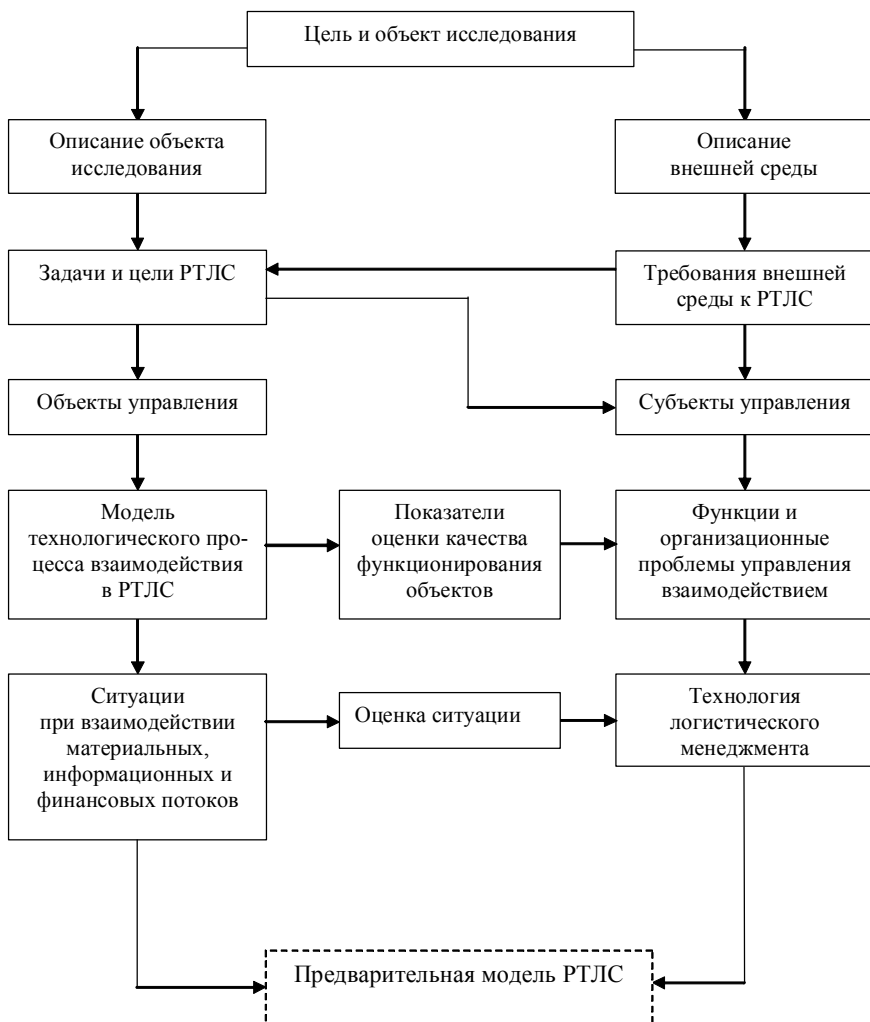 Цель и объект исследования
Описание объекта
исследования
Описание
внешней среды
Задачи и цели РТЛС
Требования внешней
среды к РТЛС
Объекты управления
Субъекты управления
Модель
технологического про-
цесса взаимодействия
в РТЛС
Показатели
оценки качества
функционирования
объектов
Функции и
организационные
проблемы управления
взаимодействием
Ситуации
при взаимодействии
материальных,
информационных и
финансовых потоков
Оценка ситуации
Технология
логистического
менеджмента
Предварительная модель РТЛС